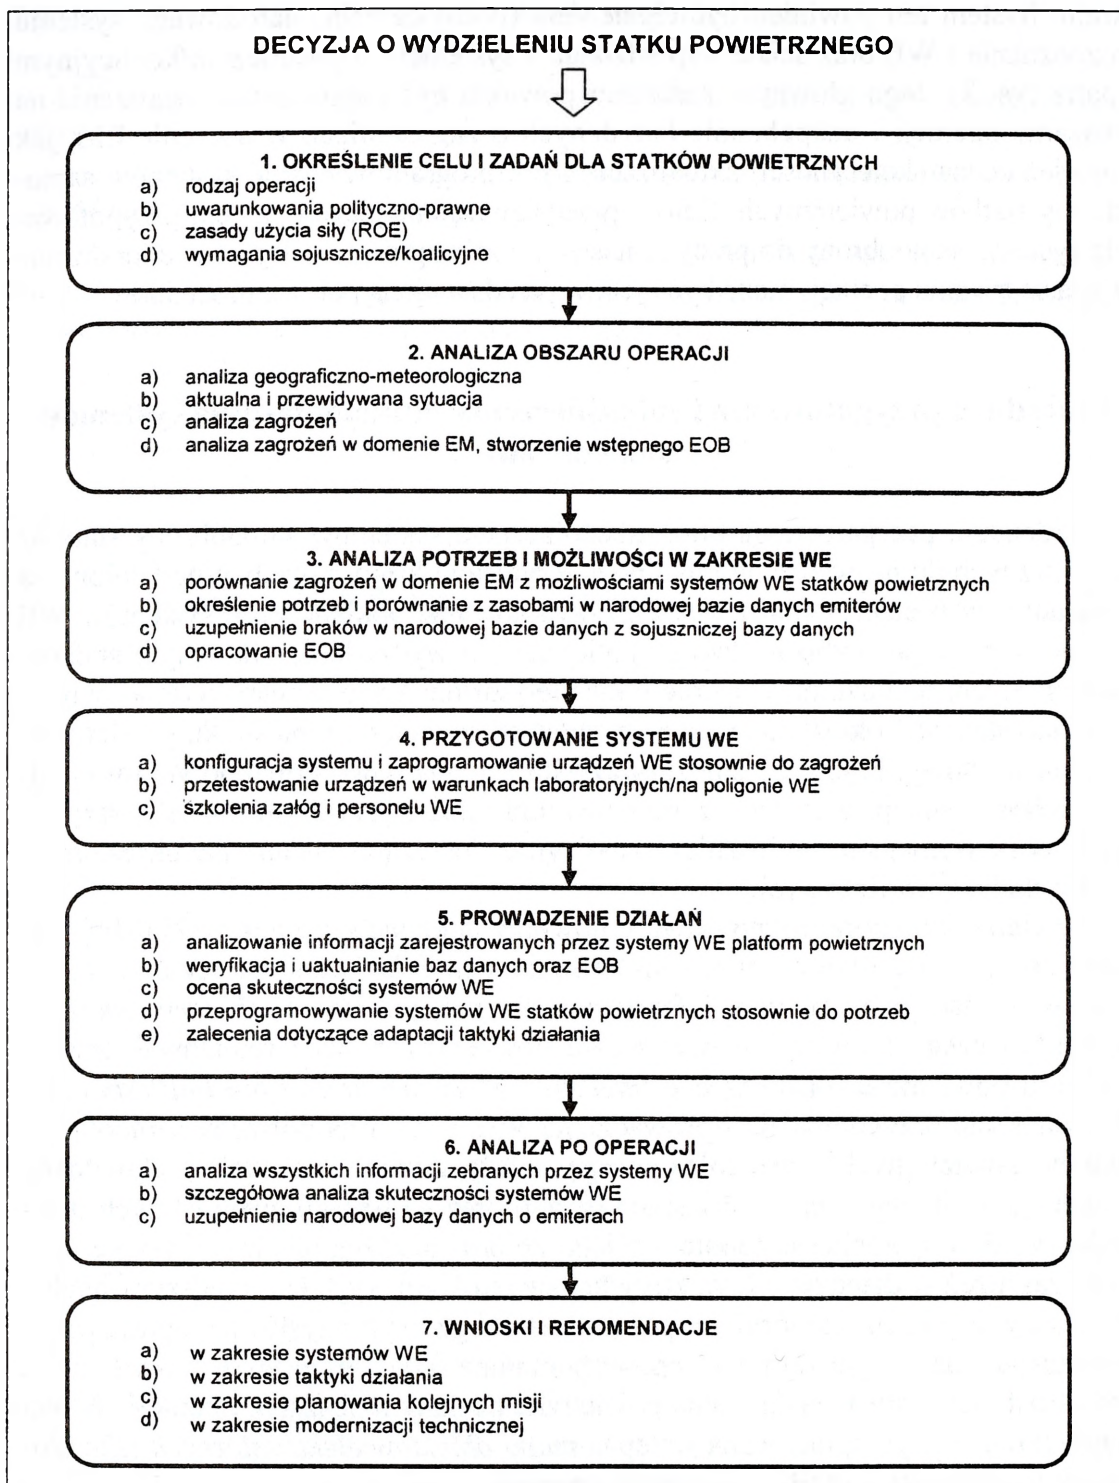 DECYZJA O WYDZIELENIU STATKU POWIETRZNEGO
1. OKREŚLENIE CELU I ZADAŃ DLA STATKÓW POWIETRZNYCH
a) rodzaj operacji
b) uwarunkowania polityczno-prawne
c) zasady użycia siły (ROE)
d) wymagania sojusznicze/koalicyjne
2. ANALIZA OBSZARU OPERACJI
a) analiza geograficzno-meteorologiczna
b) aktualna i przewidywana sytuacja
c) analiza zagrożeń
d) analiza zagrożeń w domenie EM, stworzenie wstępnego EOB
3. ANALIZA POTRZEB I MOŻLIWOŚCI W ZAKRESIE WE
a) porównanie zagrożeń w domenie EM z możliwościami systemów WE statków powietrznych
b) określenie potrzeb i porównanie z zasobami w narodowej bazie danych emiterów
c) uzupełnienie braków w narodowej bazie danych z sojuszniczej bazy danych
d) opracowanie EOB
4. PRZYGOTOWANIE SYSTEMU WE
a) konfiguracja systemu i zaprogramowanie urządzeń WE stosownie do zagrożeń
b) przetestowanie urządzeń w warunkach laboratoryjnych/na poligonie WE
c) szkolenia załóg i personelu WE
5. PROWADZENIE DZIAŁAŃ
a) analizowanie informacji zarejestrowanych przez systemy WE platform powietrznych
b) weryfikacja i uaktualnianie baz danych oraz EOB
c) ocena skuteczności systemów WE
d) przeprogramowywanie systemów WE statków powietrznych stosownie do potrzeb
e) zalecenia dotyczące adaptacji taktyki działania
6. ANALIZA PO OPERACJI
a) analiza wszystkich informacji zebranych przez systemy WE
b) szczegółowa analiza skuteczności systemów WE
c) uzupełnienie narodowej bazy danych o emiterach
7. WNIOSKI I REKOMENDACJE
a) w zakresie systemów WE
b) w zakresie taktyki działania
c) w zakresie planowania kolejnych misji
d) w zakresie modernizacji technicznej